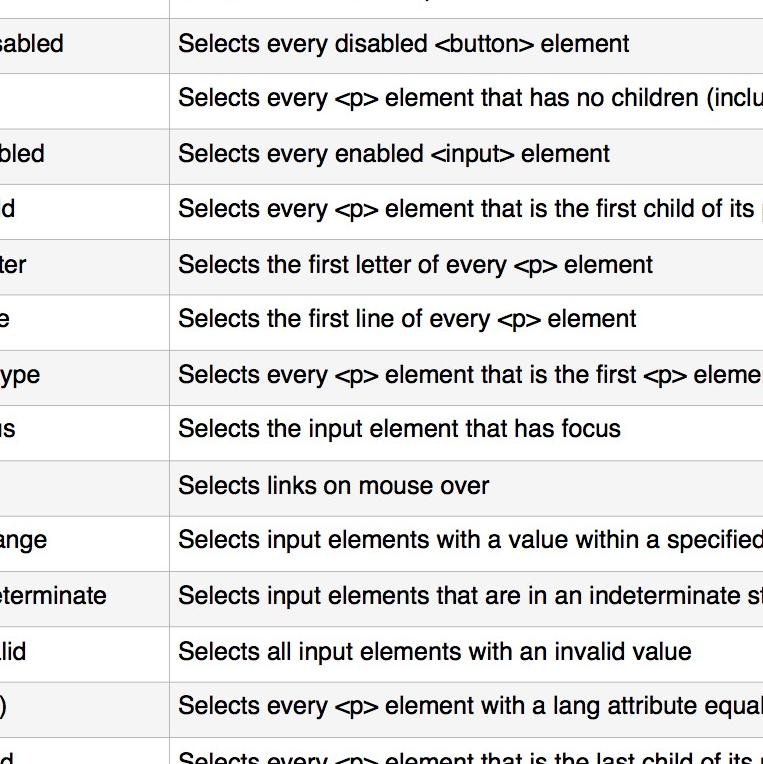 sabled Selects every disabled <button> element
Selects every <p> element that has no children (inclu
bled Selects every enabled <input> element
ld Selects every <p> element that is the first child of its
ter Selects the first letter of every <p> element
e Selects the first line of every <p> element
ype Selects every <p> element that is the first <p> eleme
us Selects the input element that has focus
Selects links on mouse over
ange Selects input elements with a value within a specified
eterminate Selects input elements that are in an indeterminate st
lid Selects all input elements with an invalid value
) Selects every <p> element with a lang attribute equal
d Selects every <p> element that is the last child of its